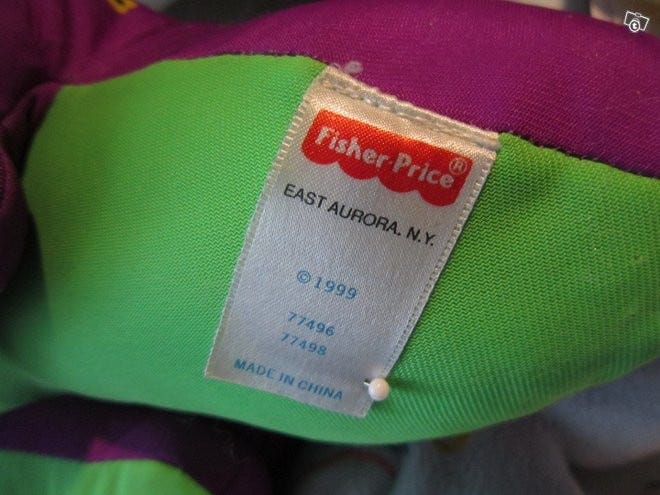 Fisher-Price®
EAST AURORA, N.Y.
©1999
77496
77498
MADE IN CHINA